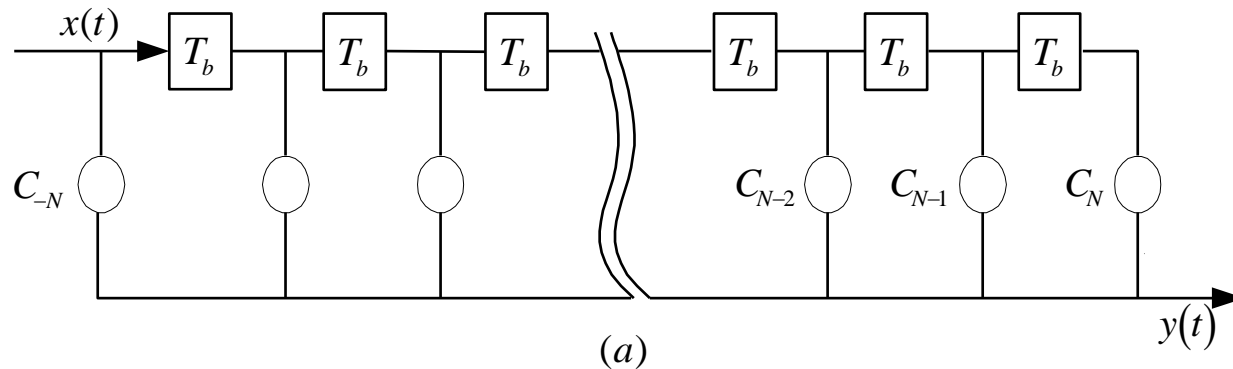 x(t)
T_b T_b T_b T_b T_b T_b
C_{-N} C_{N-2} C_{N-1} C_N
y(t)
(a)